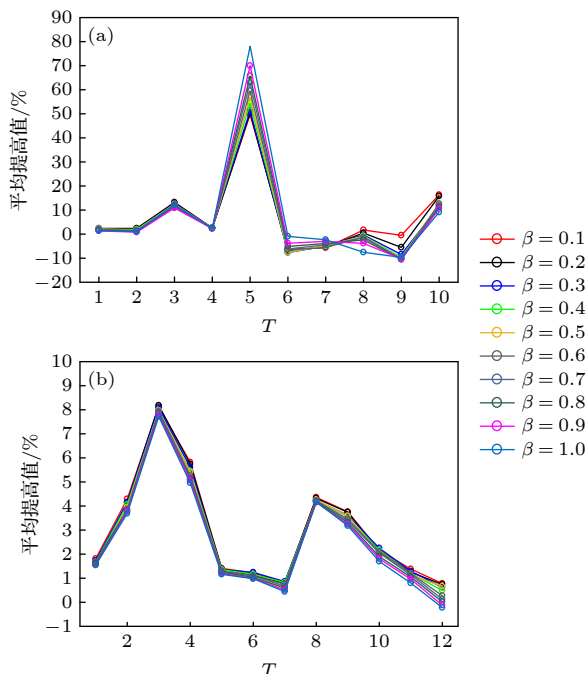 (a)
平均提高值/%
90
80
70
60
50
40
30
20
10
0
−10
−20
1 2 3 4 5 6 7 8 9 10
T
β = 0.1
β = 0.2
β = 0.3
β = 0.4
β = 0.5
β = 0.6
β = 0.7
β = 0.8
β = 0.9
β = 1.0
(b)
平均提高值/%
10
9
8
7
6
5
4
3
2
1
0
−1
2 4 6 8 10 12
T